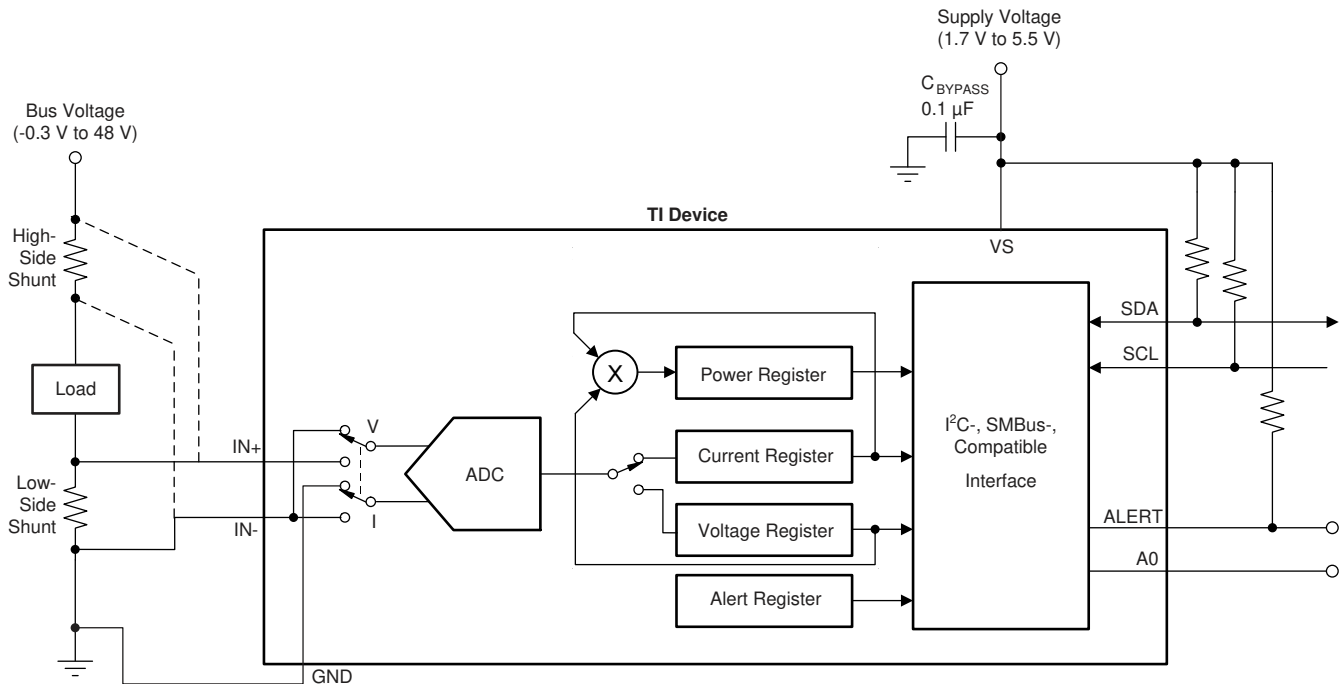 Supply Voltage
(1.7 V to 5.5 V)
C_BYPASS
0.1 µF
Bus Voltage
(-0.3 V to 48 V)
TI Device
VS
High-
Side
Shunt
SDA
SCL
X
Power Register
Load
I²C-, SMBus-,
Compatible
Interface
V
IN+
ADC
Current Register
Low-
Side
Shunt
IN-
I
Voltage Register
ALERT
A0
Alert Register
GND